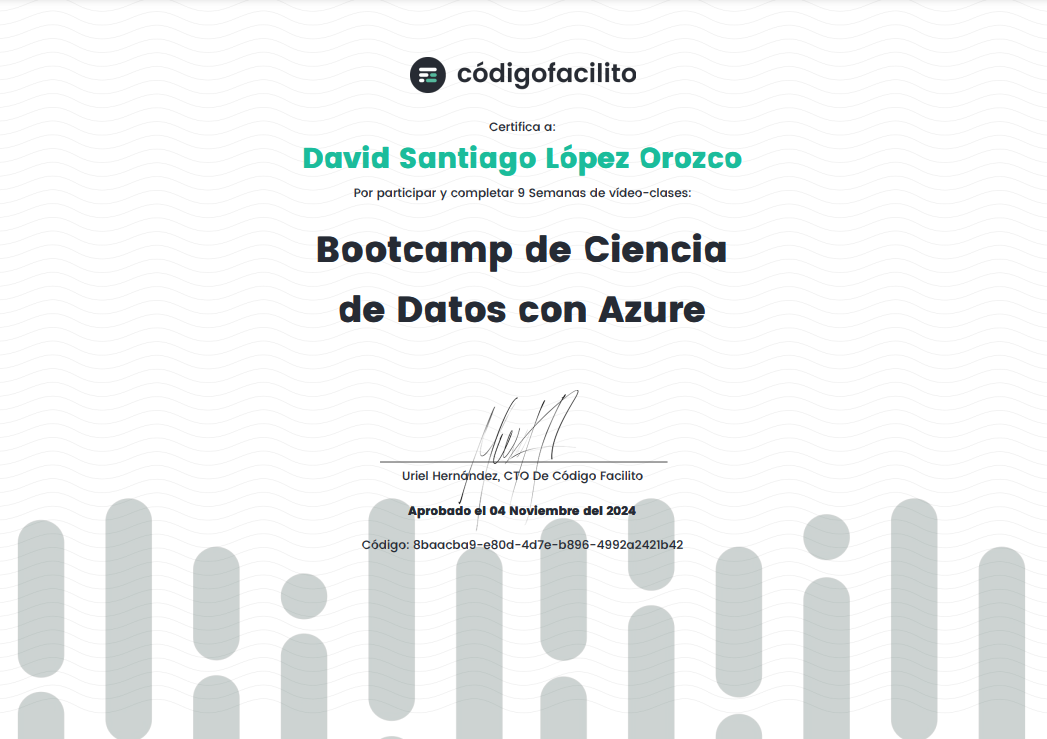 códigofacilito
Certifica a:
David Santiago López Orozco
Por participar y completar 9 Semanas de vídeo-clases:
Bootcamp de Ciencia
de Datos con Azure
Uriel Hernández, CTO De Código Facilito
Aprobado el 04 Noviembre del 2024
Código: 8baacba9-e80d-4d7e-b896-4992a2421b42